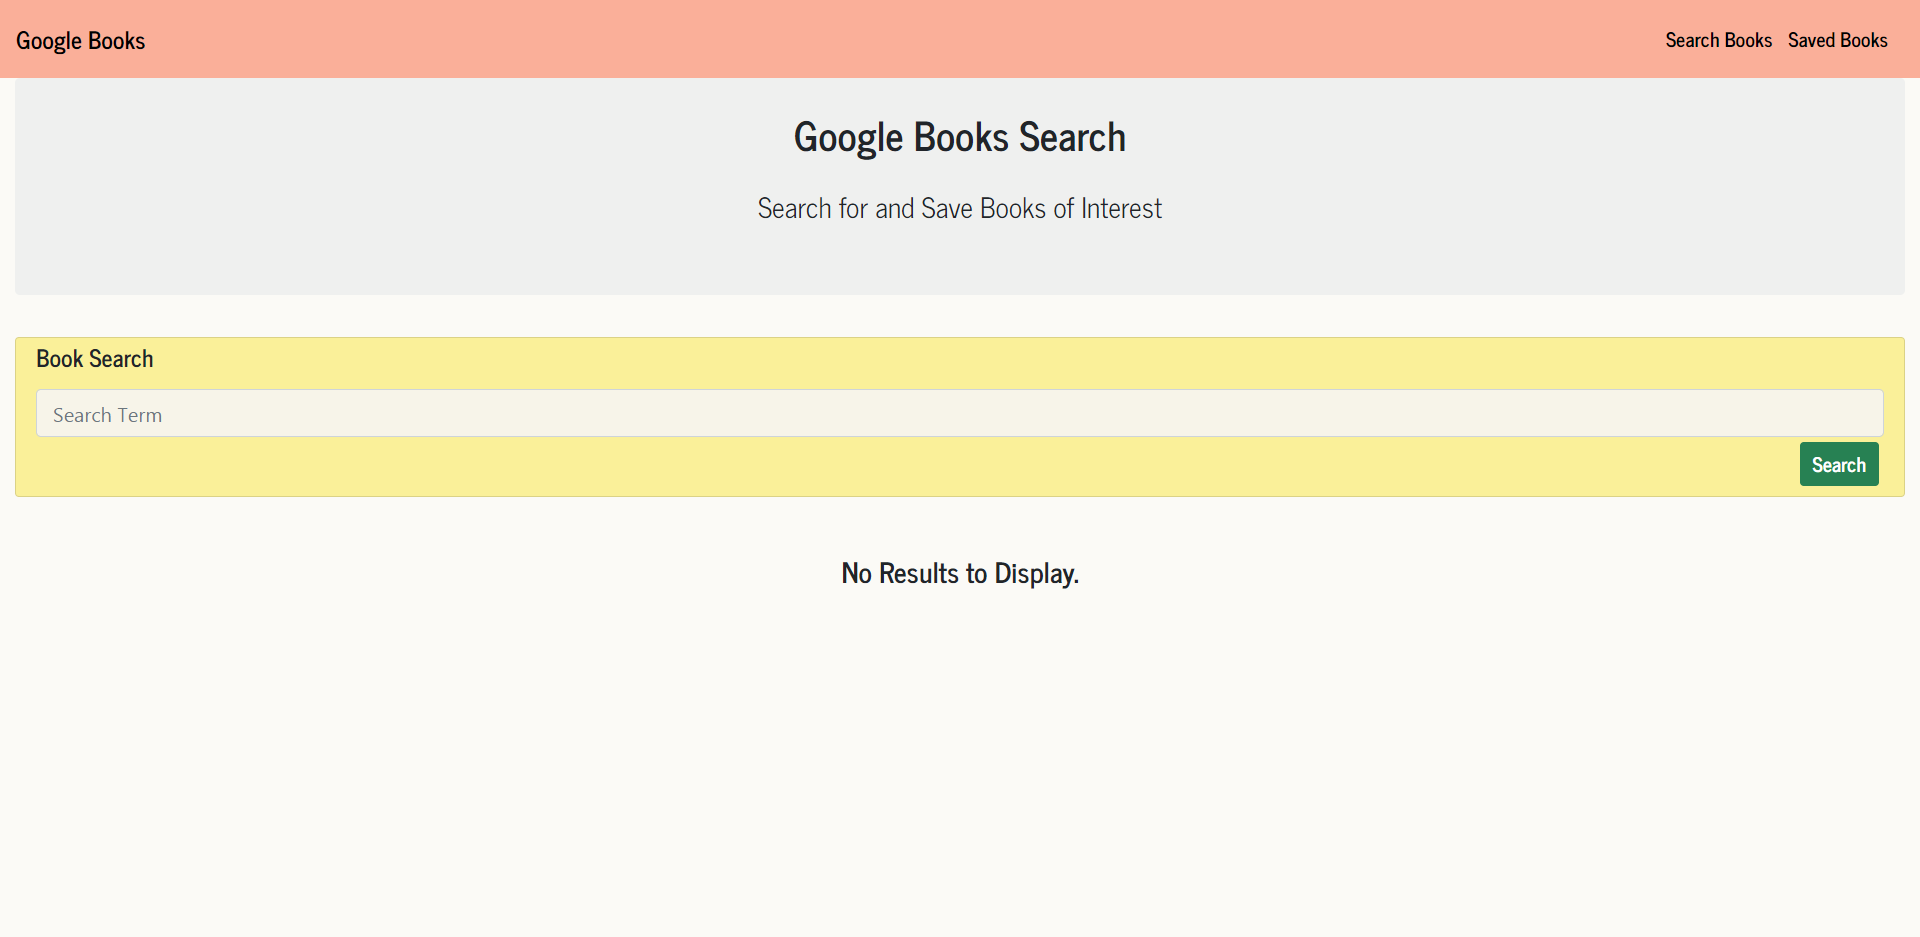 Google Books
Search Books Saved Books
Google Books Search
Search for and Save Books of Interest
Book Search
Search Term
Search
No Results to Display.